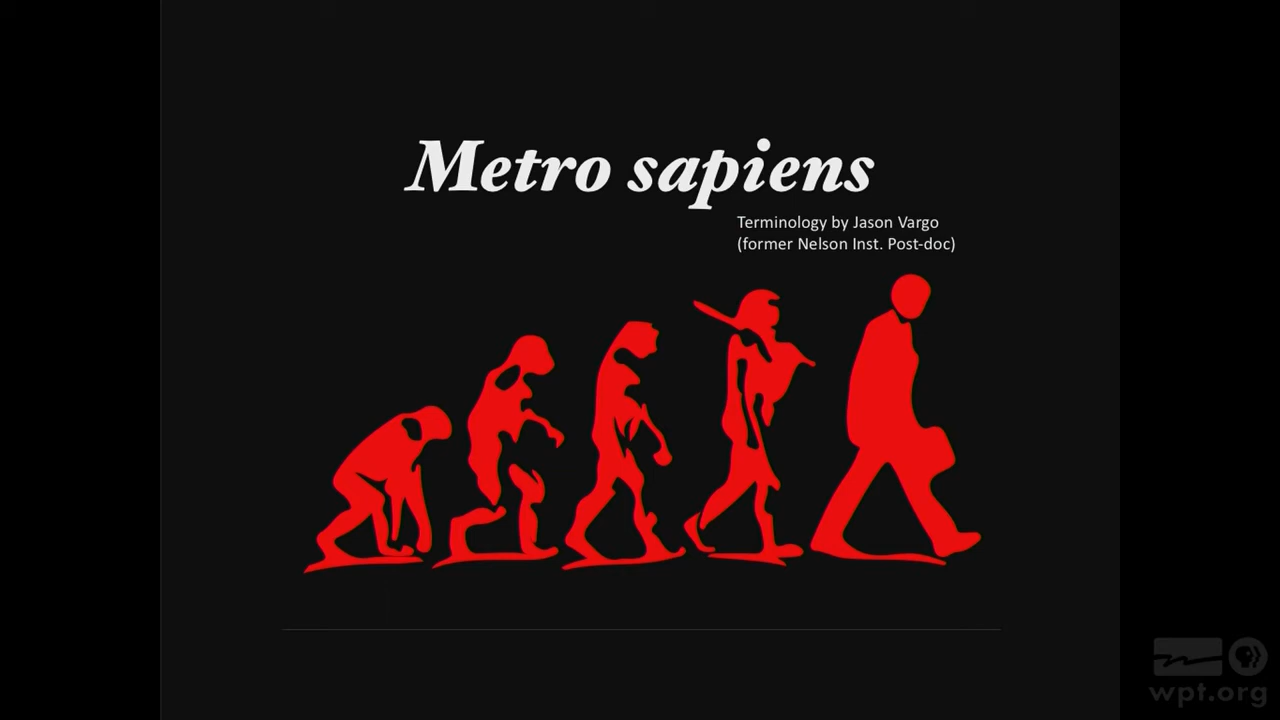 Metro sapiens
Terminology by Jason Vargo
(former Nelson Inst. Post-doc)
wpt.org